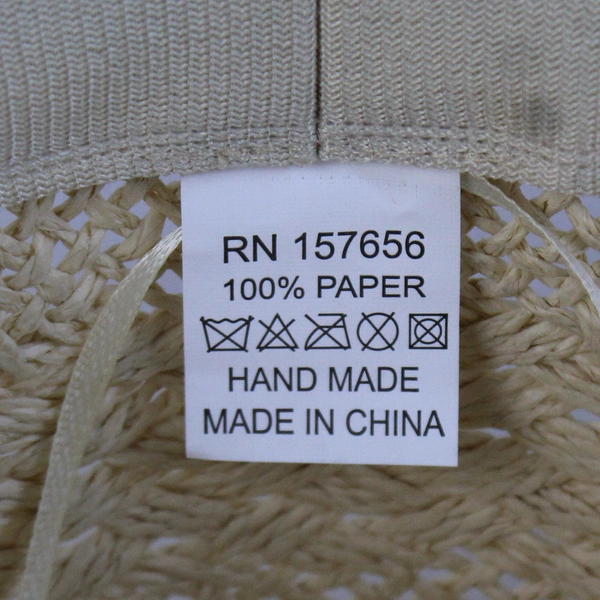 RN 157656
100% PAPER
HAND MADE
MADE IN CHINA